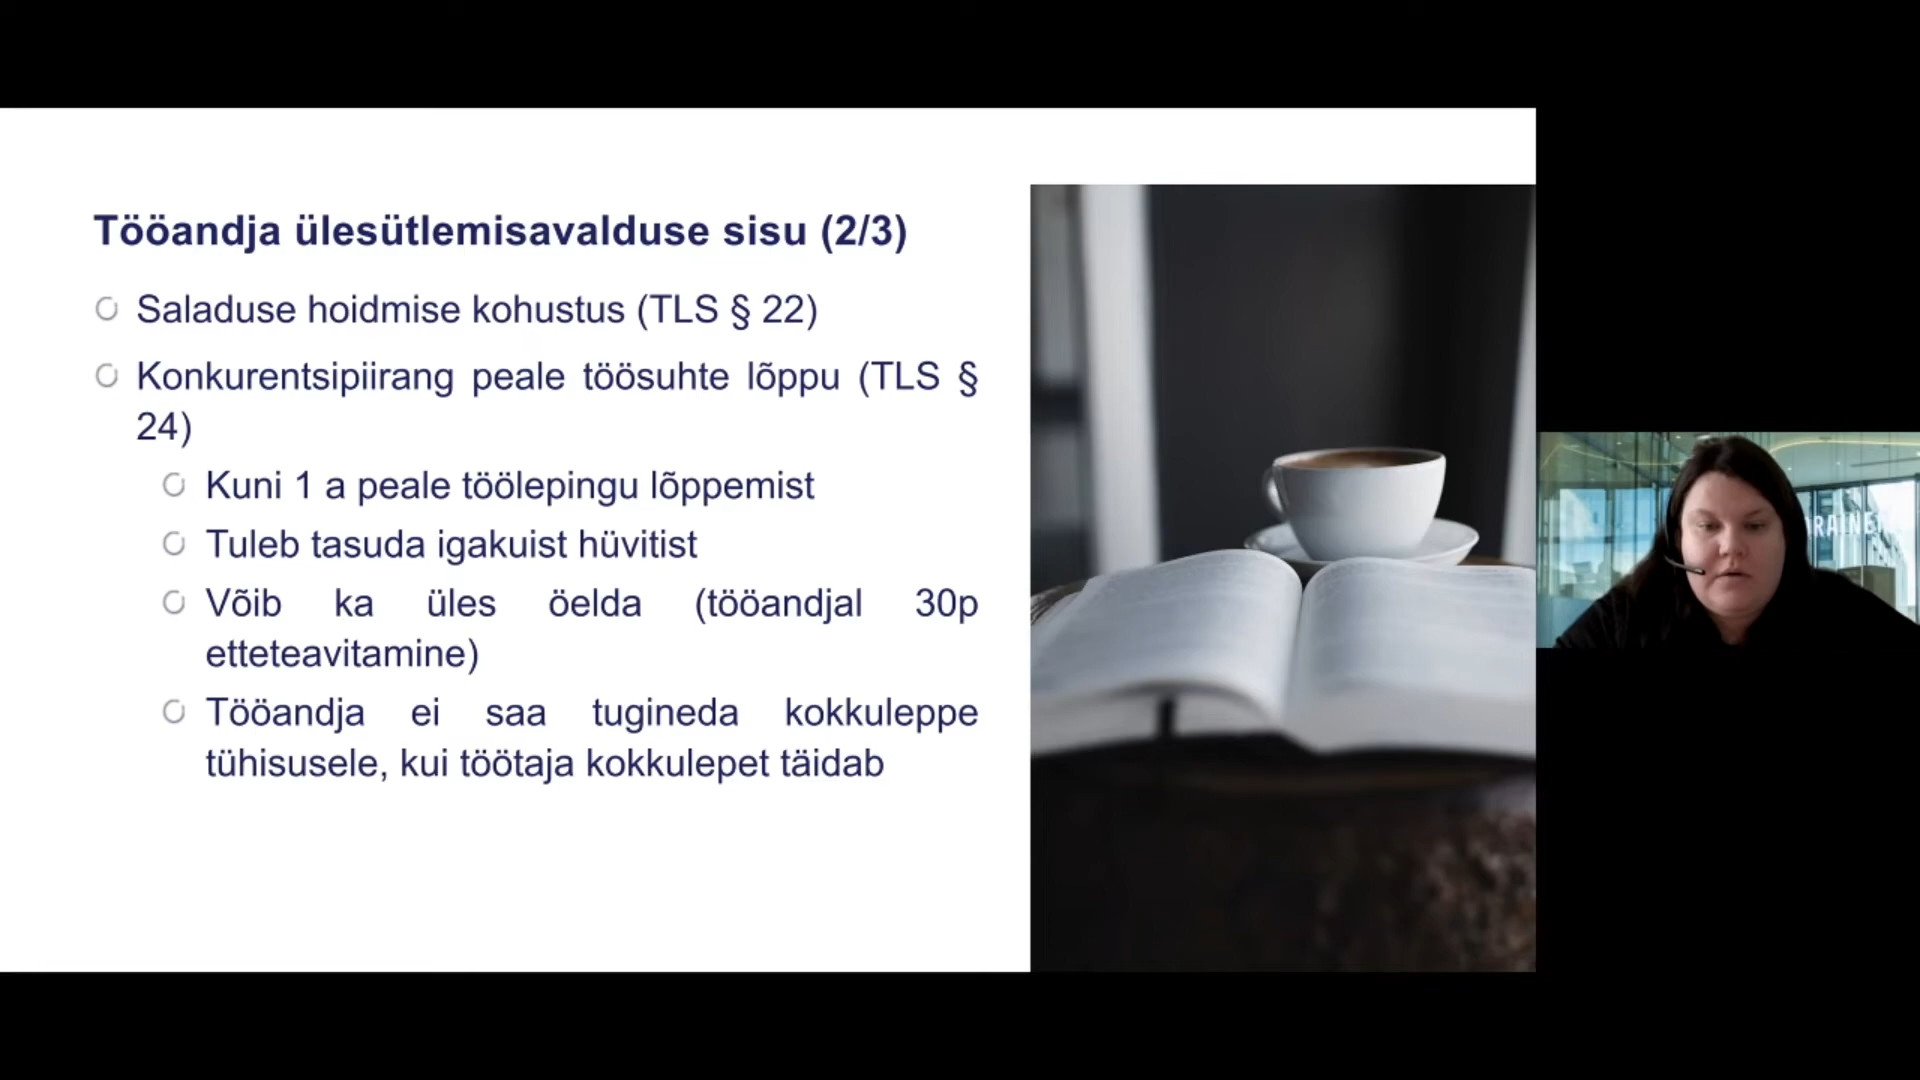 Tööandja ülesütlemisavalduse sisu (2/3)
Saladuse hoidmise kohustus (TLS § 22)
Konkurentsipiirang peale töösuhte lõppu (TLS §
24)
Kuni 1 a peale töölepingu lõppemist
Tuleb tasuda igakuist hüvitist
Võib ka üles öelda (tööandjal 30p
etteteavitamine)
Tööandja ei saa tugineda kokkuleppe
tühisusele, kui töötaja kokkulepet täidab